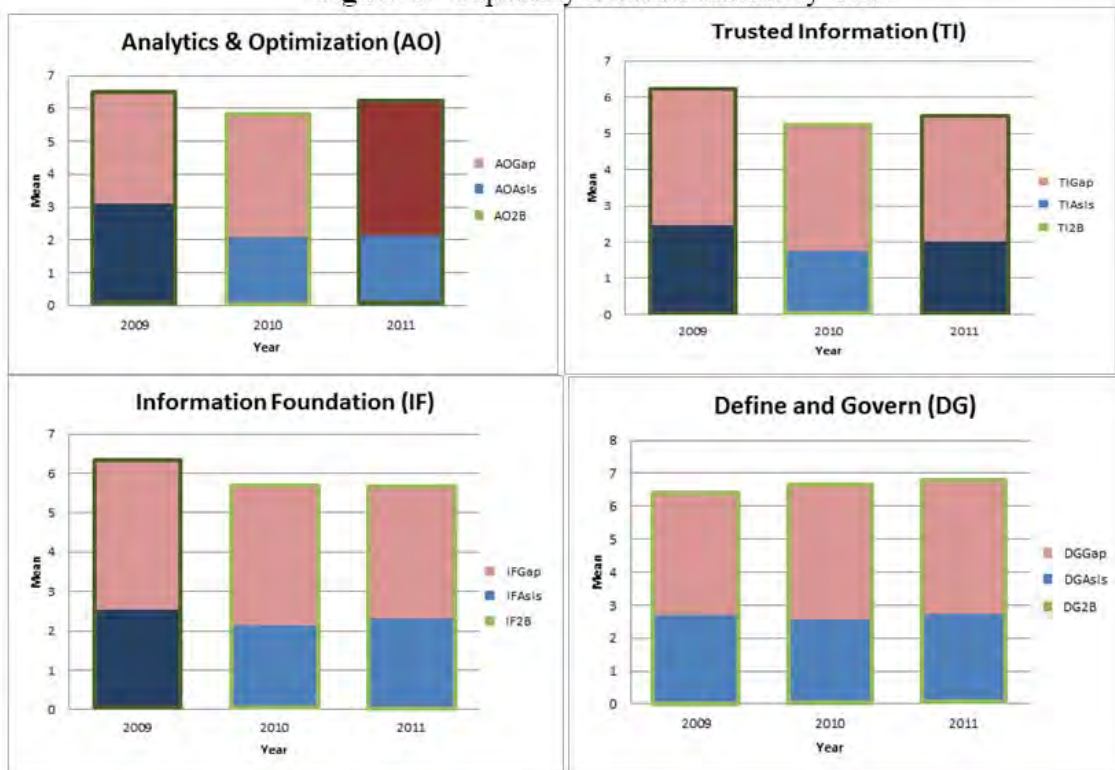 Analytics & Optimization (AO)
7
6
5
4
3
2
1
0
Mean
2009
2010
2011
Year
AOGap
AOAsIs
AO2B
Trusted Information (TI)
7
6
5
4
3
2
1
0
Mean
2009
2010
2011
Year
TIGap
TIAsIs
TI2B
Information Foundation (IF)
7
6
5
4
3
2
1
0
Mean
2009
2010
2011
Year
IFGap
IFAsIs
IF2B
Define and Govern (DG)
8
7
6
5
4
3
2
1
0
Mean
2009
2010
2011
Year
DGGap
DGAsIs
DG2B